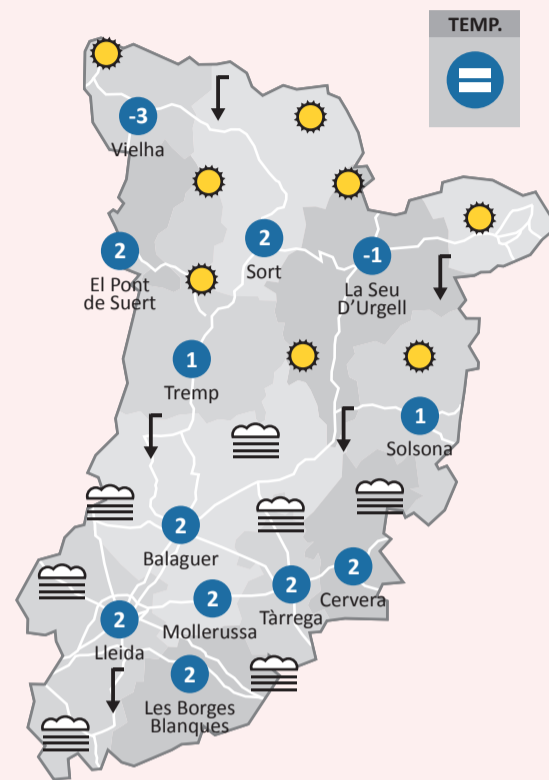 TEMP.
-3
Vielha
2
El Pont
de Suert
2
Sort
-1
La Seu
D'Urgell
1
Tremp
1
Solsona
2
Balaguer
2
Cervera
2
Tàrrega
2
Mollerussa
2
Lleida
2
Les Borges
Blanques